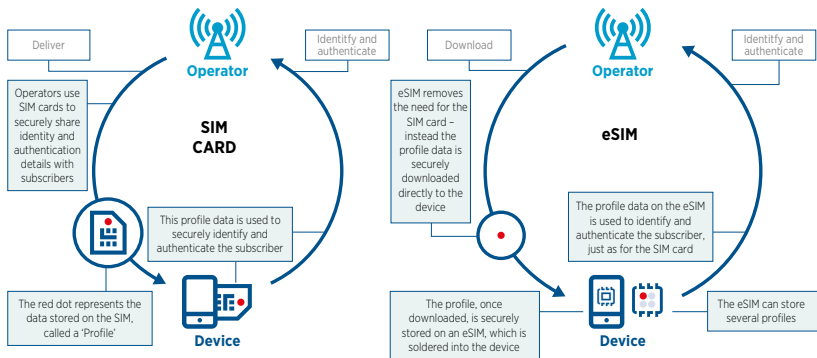 Deliver
Operator
Identitfy and
authenticate
Operators use
SIM cards to
securely share
identity and
authentication
details with
subscribers
SIM
CARD
This profile data is used to
securely identify and
authenticate the subscriber
The red dot represents the
data stored on the SIM,
called a ‘Profile’
Device
Download
Operator
Identitfy and
authenticate
eSIM removes
the need for the
SIM card –
instead the
profile data is
securely
downloaded
directly to the
device
eSIM
The profile data on the eSIM
is used to identify and
authenticate the subscriber,
just as for the SIM card
The profile, once
downloaded, is securely
stored on an eSIM, which is
soldered into the device
Device
The eSIM can store
several profiles